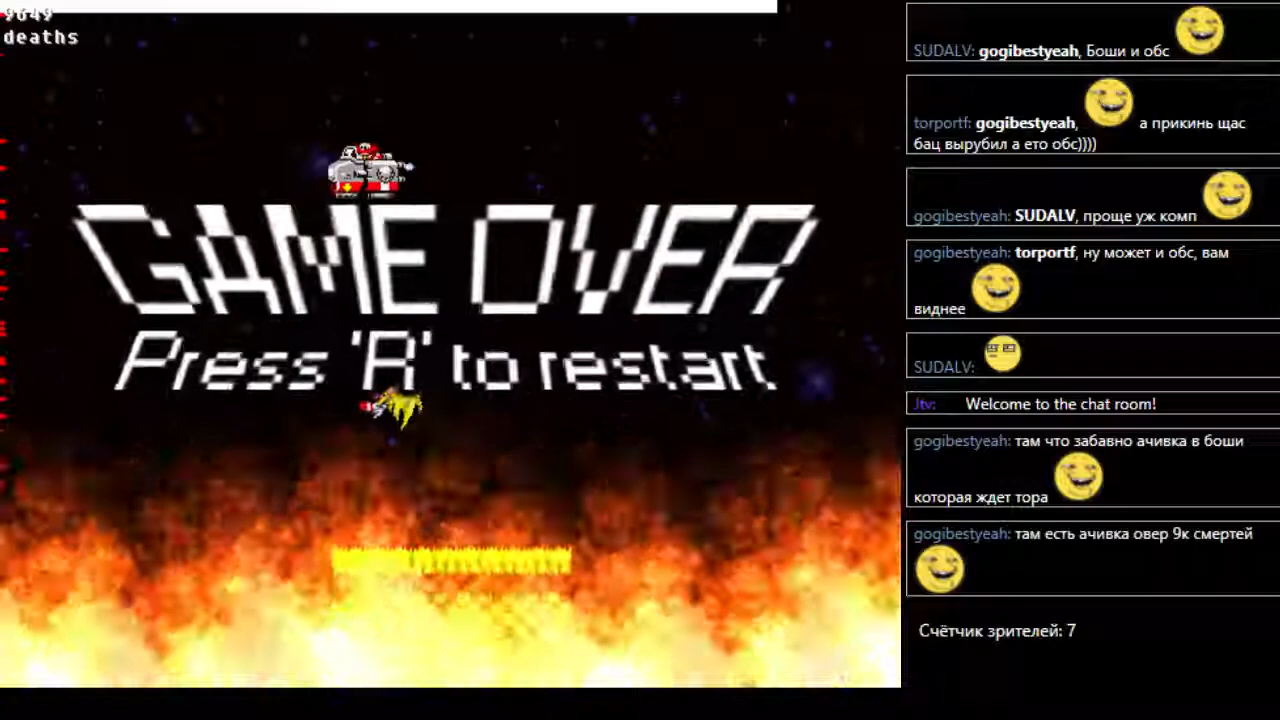 9649
deaths
GAME OVER
Press 'R' to restart
SUDALV: gogibestyeah, Боши и обс
torportf: gogibestyeah, а прикинь щас
бац вырубил а ето обс))))
gogibestyeah: SUDALV, проще уж комп
gogibestyeah: torportf, ну может и обс, вам
виднее
SUDALV:
Jtv: Welcome to the chat room!
gogibestyeah: там что забавно ачивка в боши
которая ждет тора
gogibestyeah: там есть ачивка овер 9к смертей
Счётчик зрителей: 7